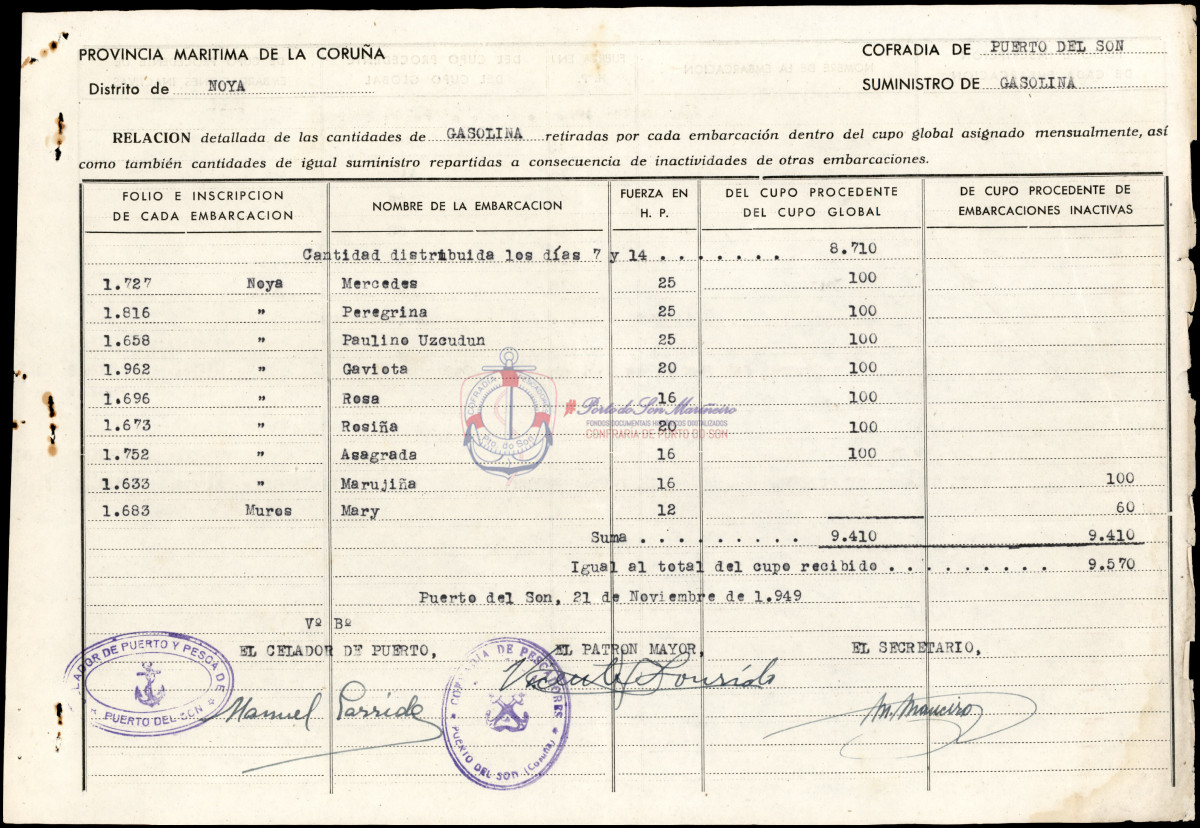 PROVINCIA MARITIMA DE LA CORUÑA
COFRADIA DE PUERTO DEL SON
Distrito de NOYA
SUMINISTRO DE GASOLINA
RELACION detallada de las cantidades de GASOLINA retiradas por cada embarcación dentro del cupo global asignado mensualmente, así
como también cantidades de igual suministro repartidas a consecuencia de inactividades de otras embarcaciones.
FOLIO E INSCRIPCION DE CADA EMBARCACION
NOMBRE DE LA EMBARCACION
FUERZA EN H. P.
DEL CUPO PROCEDENTE DEL CUPO GLOBAL
DE CUPO PROCEDENTE DE EMBARCACIONES INACTIVAS
Cantidad distribuida los días 7 y 14 . . . . . . . 8.710
1.727 Noya Mercedes 25 100
1.816 " Peregrina 25 100
1.658 " Paulino Uzcudun 25 100
1.962 " Gaviota 20 100
1.696 " Rosa 16 100
1.673 " Rosiña 20 100
1.752 " Asagrada 16 100
1.633 " Marujiña 16 100
1.683 Muros Mary 12 60
Suma . . . . . . . . . 9.410 9.410
Igual al total del cupo recibido . . . . . . . . . 9.570
Puerto del Son, 21 de Noviembre de 1.949
Vº Bº
EL CELADOR DE PUERTO, EL PATRON MAYOR, EL SECRETARIO,
CELADOR DE PUERTO Y PESCA DE
* PUERTO DEL SON *
Manuel
COFRADIA DE PESCADORES
* PUERTO DEL SON (Coruña) *
Vicente Lourido
M. Maneiro
COFRADÍA PESCADORES
Pto. do Son
#PortodoSonMariñeiro
FONDOS DOCUMENTAIS HISTÓRICOS DIXITALIZADOS
CONFRARÍA DE PORTO DO SON